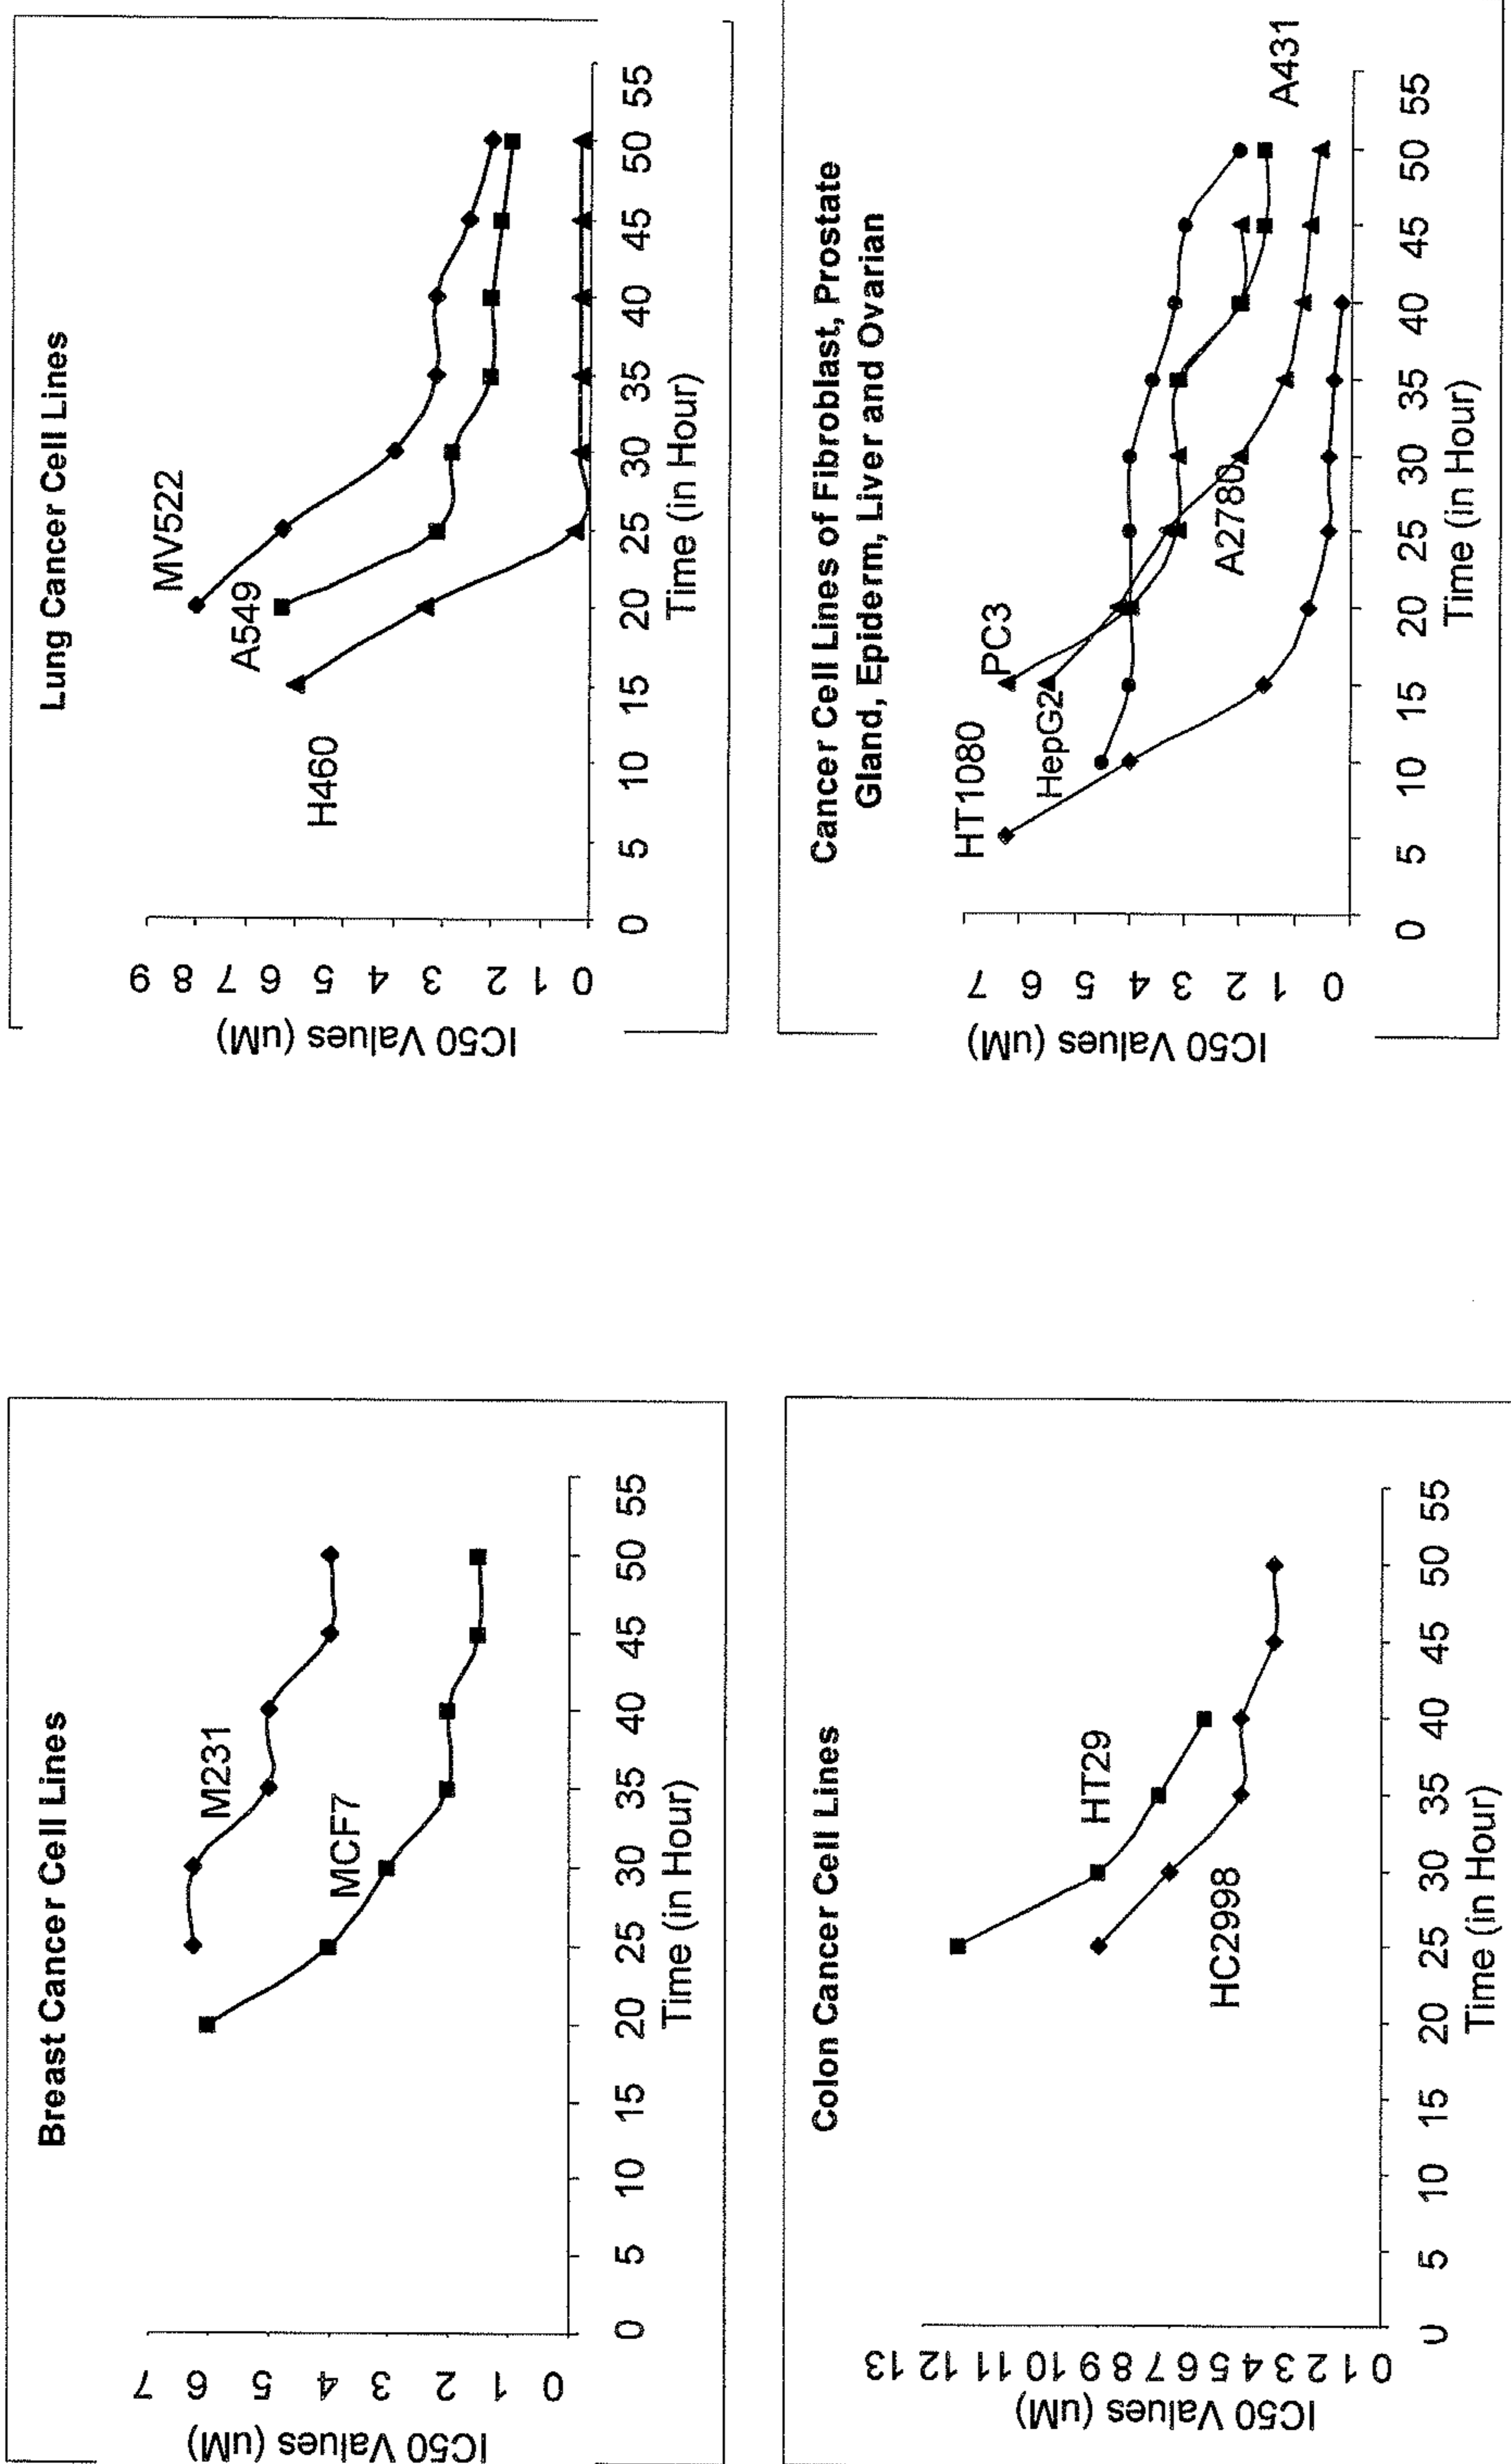 Breast Cancer Cell Lines
IC50 Values (uM)
7
6
5
4
3
2
1
0
M231
MCF7
0 5 10 15 20 25 30 35 40 45 50 55
Time (in Hour)
Lung Cancer Cell Lines
IC50 Values (uM)
9
8
7
6
5
4
3
2
1
0
MV522
A549
H460
0 5 10 15 20 25 30 35 40 45 50 55
Time (in Hour)
Colon Cancer Cell Lines
IC50 Values (uM)
13
12
11
10
9
8
7
6
5
4
3
2
1
0
HT29
HC2998
0 5 10 15 20 25 30 35 40 45 50 55
Time (in Hour)
Cancer Cell Lines of Fibroblast, Prostate
Gland, Epiderm, Liver and Ovarian
IC50 Values (uM)
7
6
5
4
3
2
1
0
HT1080
PC3
HepG2
A2780
A431
0 5 10 15 20 25 30 35 40 45 50 55
Time (in Hour)